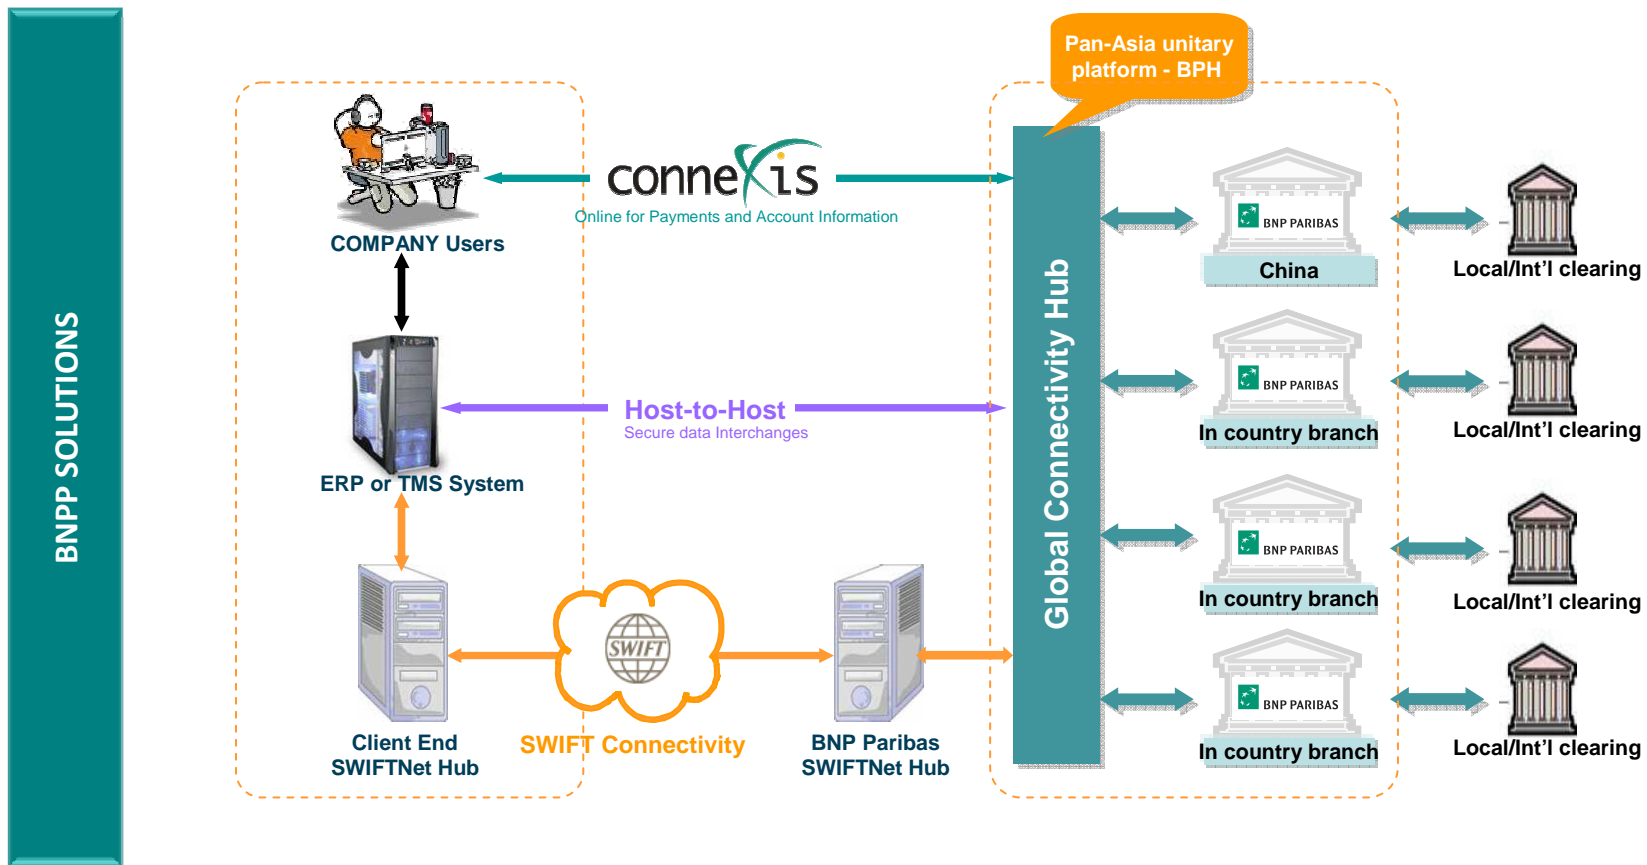 BNPP SOLUTIONS
Pan-Asia unitary
platform - BPH
COMPANY Users
conneXis
Online for Payments and Account Information
ERP or TMS System
Host-to-Host
Secure data Interchanges
Client End
SWIFTNet Hub
SWIFT
SWIFT Connectivity
BNP Paribas
SWIFTNet Hub
Global Connectivity Hub
BNP PARIBAS
China
Local/Int'l clearing
BNP PARIBAS
In country branch
Local/Int'l clearing
BNP PARIBAS
In country branch
Local/Int'l clearing
BNP PARIBAS
In country branch
Local/Int'l clearing